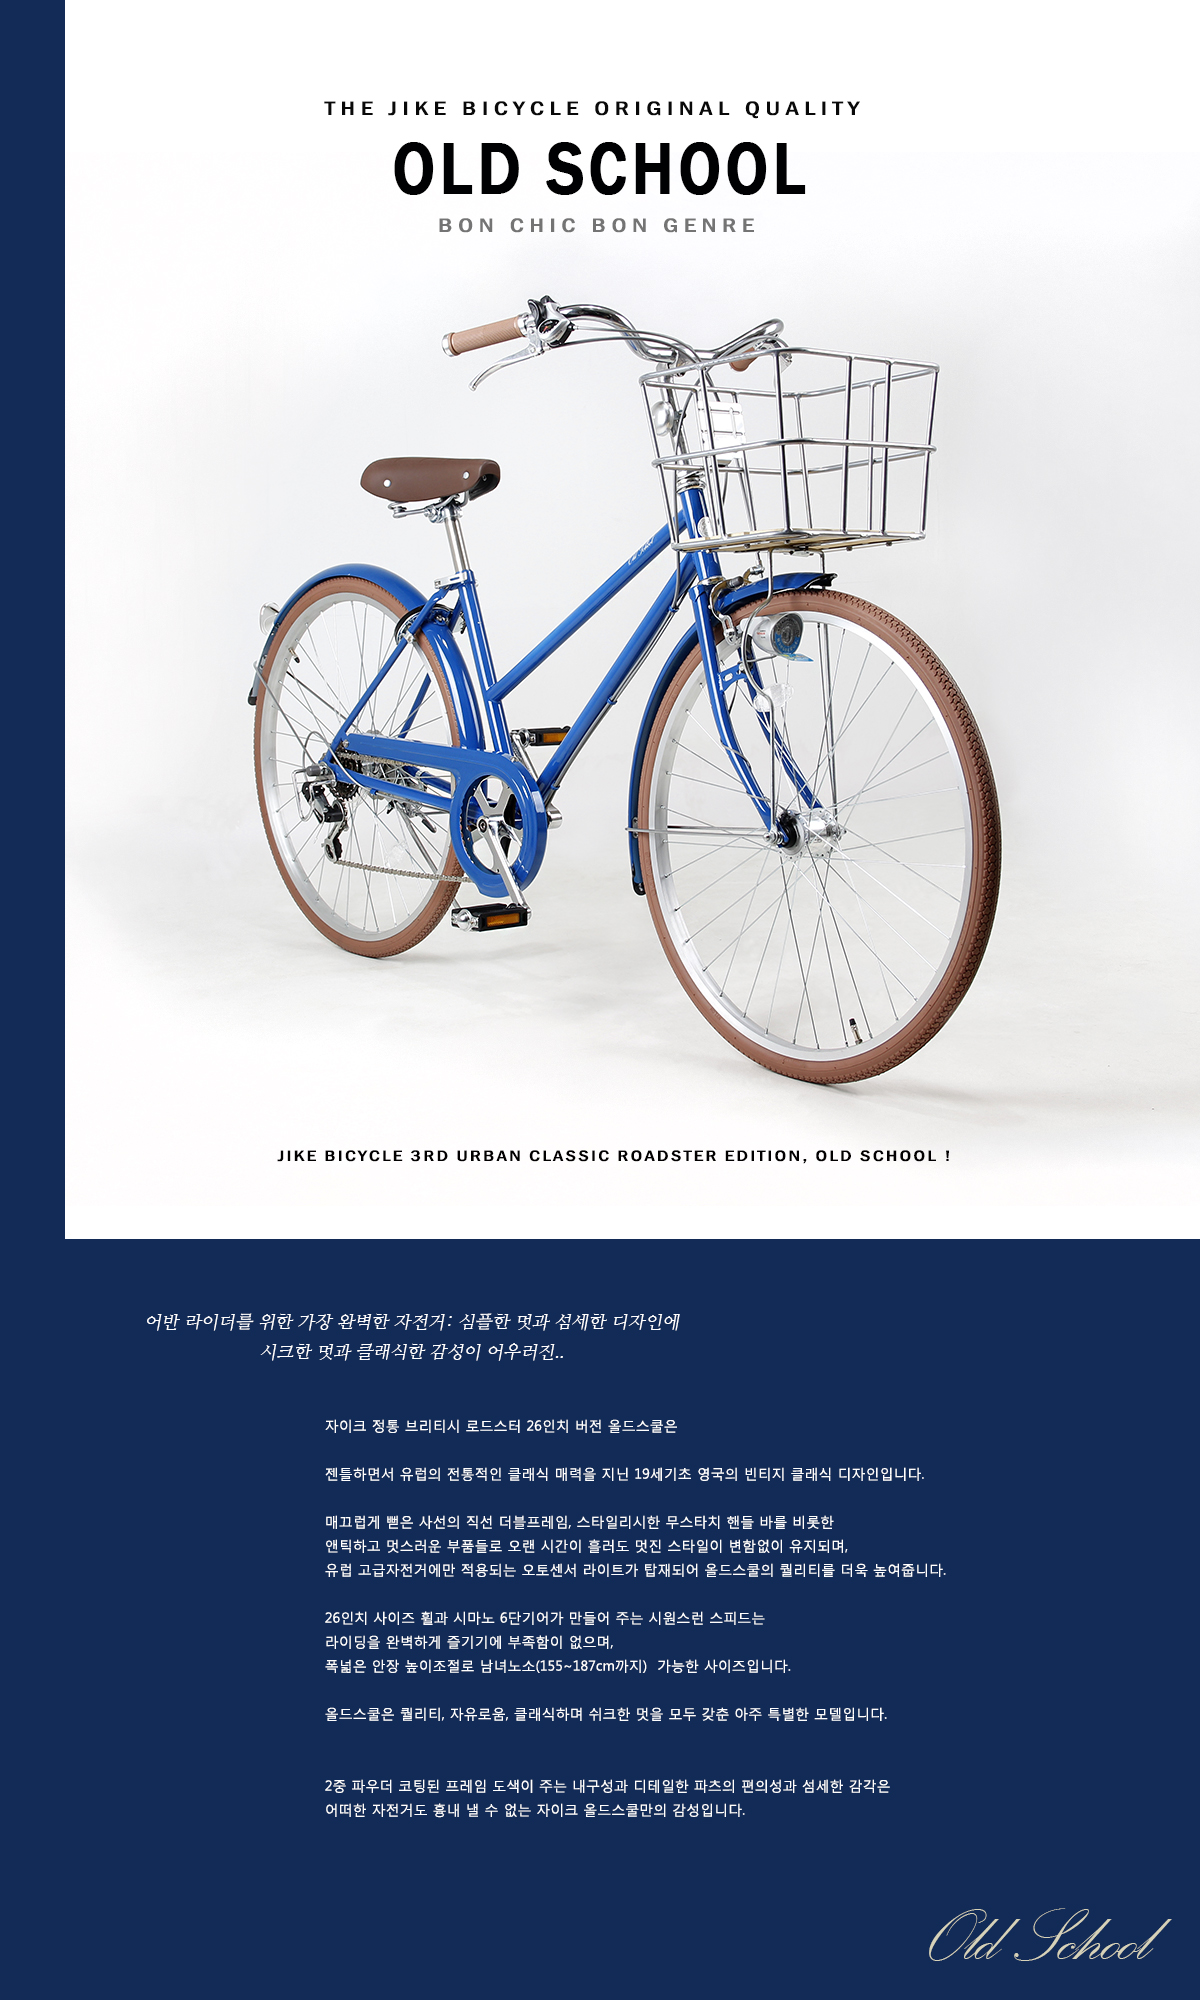 THE JIKE BICYCLE ORIGINAL QUALITY
OLD SCHOOL
BON CHIC BON GENRE
JIKE BICYCLE 3RD URBAN CLASSIC ROADSTER EDITION, OLD SCHOOL !
어반 라이더를 위한 가장 완벽한 자전거: 심플한 멋과 섬세한 디자인에
시크한 멋과 클래식한 감성이 어우러진..
자이크 정통 브리티시 로드스터 26인치 버전 올드스쿨은
젠틀하면서 유럽의 전통적인 클래식 매력을 지닌 19세기초 영국의 빈티지 클래식 디자인입니다.
매끄럽게 뻗은 사선의 직선 더블프레임, 스타일리시한 무스타치 핸들 바를 비롯한
앤틱하고 멋스러운 부품들로 오랜 시간이 흘러도 멋진 스타일이 변함없이 유지되며,
유럽 고급자전거에만 적용되는 오토센서 라이트가 탑재되어 올드스쿨의 퀄리티를 더욱 높여줍니다.
26인치 사이즈 휠과 시마노 6단기어가 만들어 주는 시원스런 스피드는
라이딩을 완벽하게 즐기기에 부족함이 없으며,
폭넓은 안장 높이조절로 남녀노소(155~187cm까지)  가능한 사이즈입니다.
올드스쿨은 퀄리티, 자유로움, 클래식하며 쉬크한 멋을 모두 갖춘 아주 특별한 모델입니다.
2중 파우더 코팅된 프레임 도색이 주는 내구성과 디테일한 파츠의 편의성과 섬세한 감각은
어떠한 자전거도 흉내 낼 수 없는 자이크 올드스쿨만의 감성입니다.
Old School